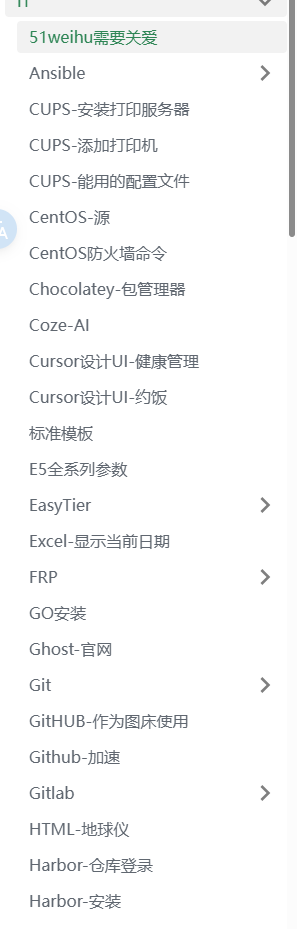 IT
51weihu需要关爱
Ansible
CUPS-安装打印服务器
CUPS-添加打印机
CUPS-能用的配置文件
CentOS-源
CentOS防火墙命令
Chocolatey-包管理器
Coze-AI
Cursor设计UI-健康管理
Cursor设计UI-约饭
标准模板
E5全系列参数
EasyTier
Excel-显示当前日期
FRP
GO安装
Ghost-官网
Git
GitHUB-作为图床使用
Github-加速
Gitlab
HTML-地球仪
Harbor-仓库登录
Harbor-安装